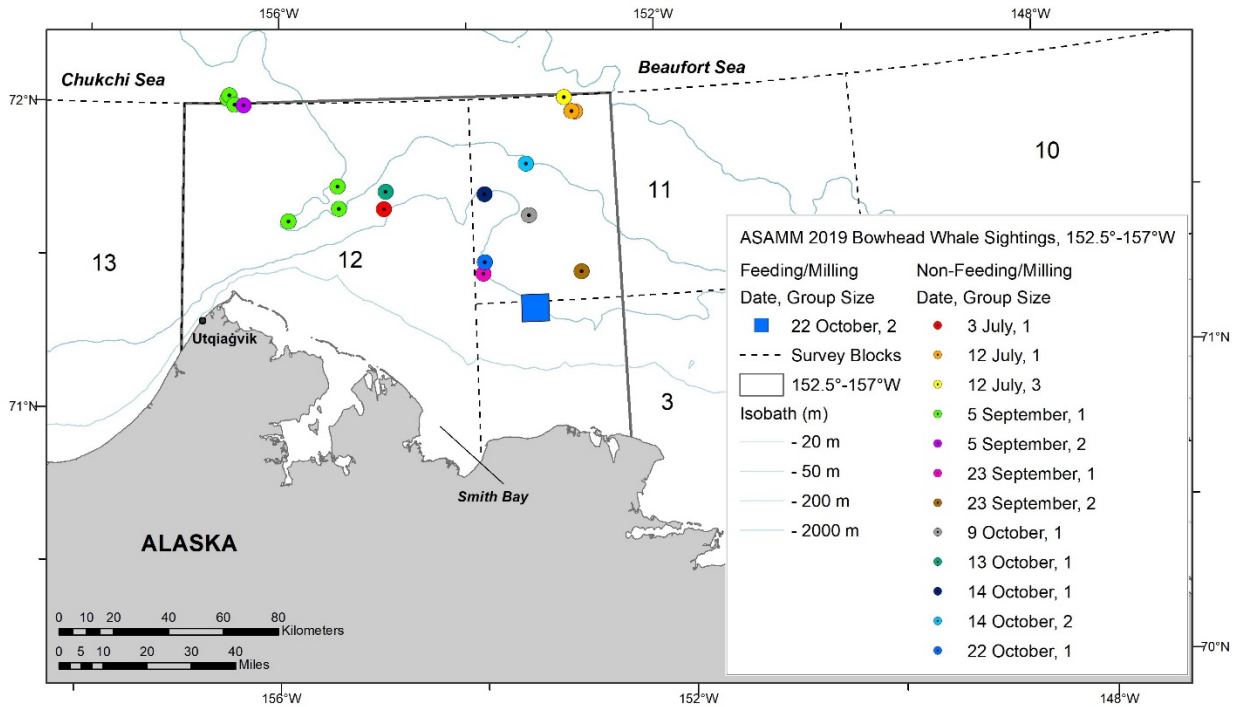 156°W
152°W
148°W
Chukchi Sea
Beaufort Sea
72°N
10
11
13
12
ASAMM 2019 Bowhead Whale Sightings, 152.5°-157°W
Feeding/Milling
Date, Group Size
22 October, 2
Survey Blocks
152.5°-157°W
Isobath (m)
- 20 m
- 50 m
- 200 m
- 2000 m
Non-Feeding/Milling
Date, Group Size
3 July, 1
12 July, 1
12 July, 3
5 September, 1
5 September, 2
23 September, 1
23 September, 2
9 October, 1
13 October, 1
14 October, 1
14 October, 2
22 October, 1
Utqiaġvik
71°N
71°N
3
Smith Bay
ALASKA
0 10 20 40 60 80
Kilometers
0 5 10 20 30 40
Miles
70°N
156°W
152°W
148°W